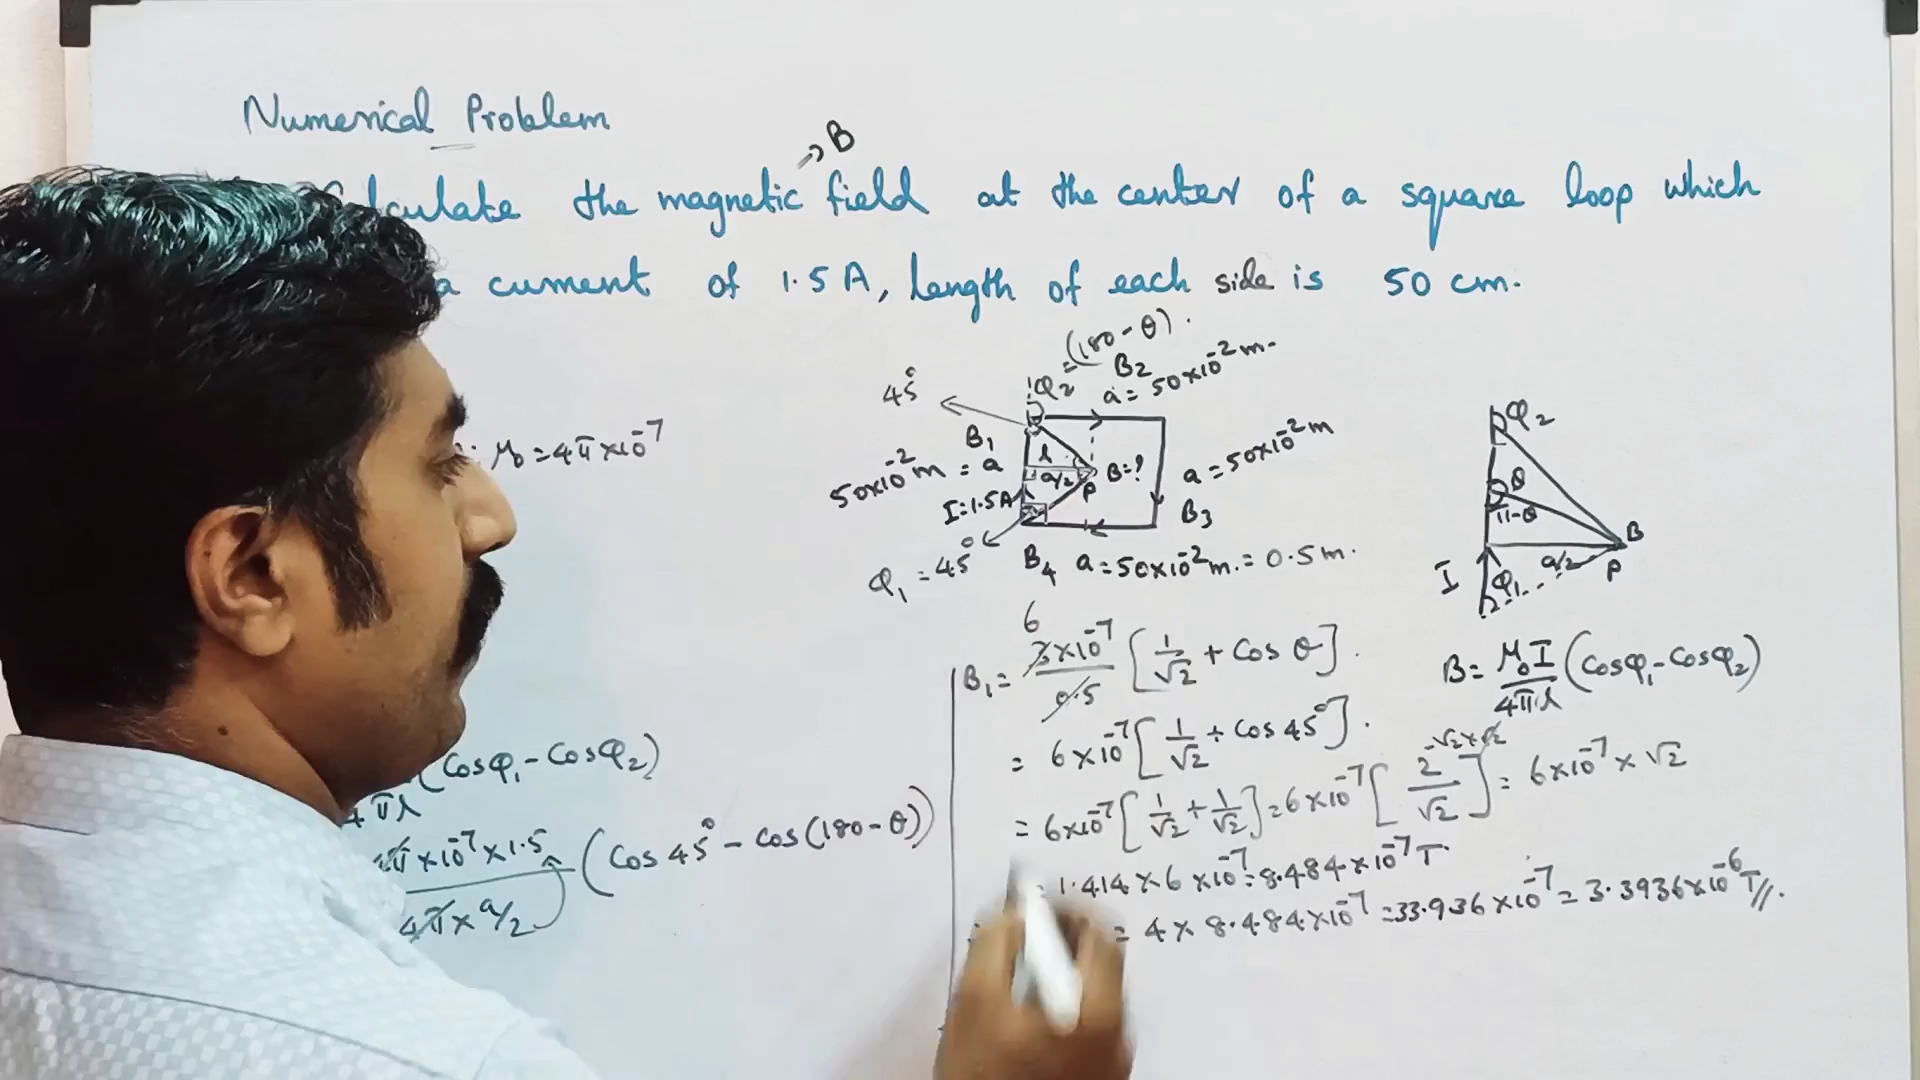 Numerical Problem
B
the magnetic field at the center of a square loop which
a current of 1.5 A, length of each side is 50 cm.
μ₀ = 4π×10⁻⁷
45°
φ₂ = (180 - θ).
B₂
a = 50×10⁻² m.
B₁
50×10⁻² m = a
I = 1.5A
a/2
P
B = ?
a = 50×10⁻² m
B₃
φ₁ = 45°
B₄ a = 50×10⁻² m. = 0.5 m.
φ₂
θ
π-θ
B
a/2
P
I
φ₁
B = μ₀I/4πl (Cosφ₁ - Cosφ₂)
4πl (Cosφ₁ - Cosφ₂)
π×10⁻⁷×1.5 / 4π×a/2 (Cos 45° - cos(180 - θ))
6
B₁ = 3×10⁻⁷/0.5 [1/√2 + Cos θ].
= 6×10⁻⁷ [1/√2 + Cos 45°].
= 6×10⁻⁷ [1/√2 + 1/√2] = 6×10⁻⁷ [2/√2] = 6×10⁻⁷ × √2
= 1.414 × 6 ×10⁻⁷ = 8.484×10⁻⁷ T.
= 4 × 8.484×10⁻⁷ = 33.936×10⁻⁷ = 3.3936×10⁻⁶ T//.